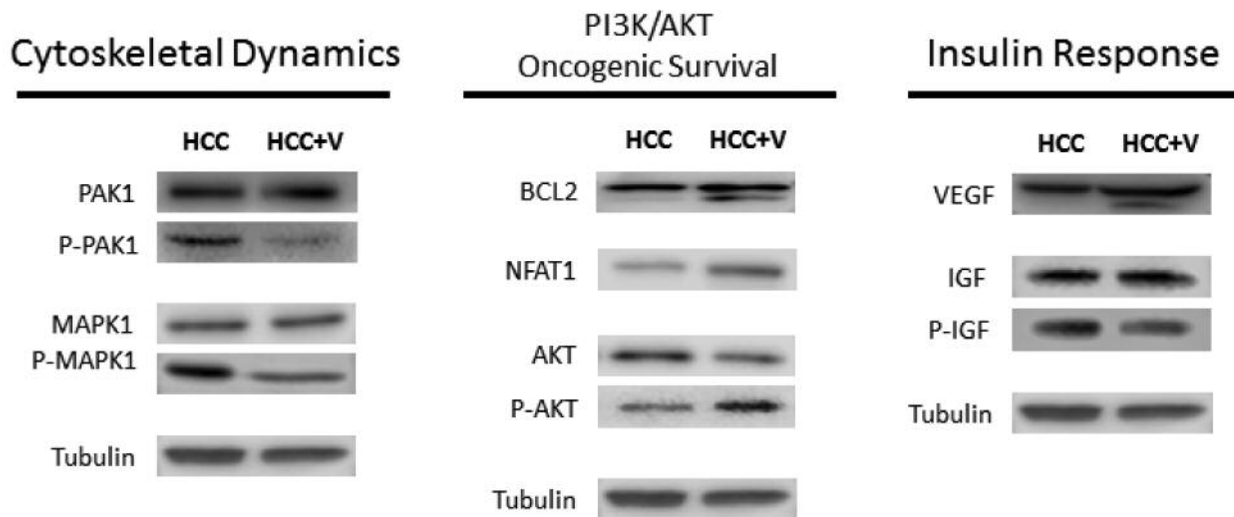 Cytoskeletal Dynamics
HCC HCC+V
PAK1
P-PAK1
MAPK1
P-MAPK1
Tubulin
PI3K/AKT
Oncogenic Survival
HCC HCC+V
BCL2
NFAT1
AKT
P-AKT
Tubulin
Insulin Response
HCC HCC+V
VEGF
IGF
P-IGF
Tubulin